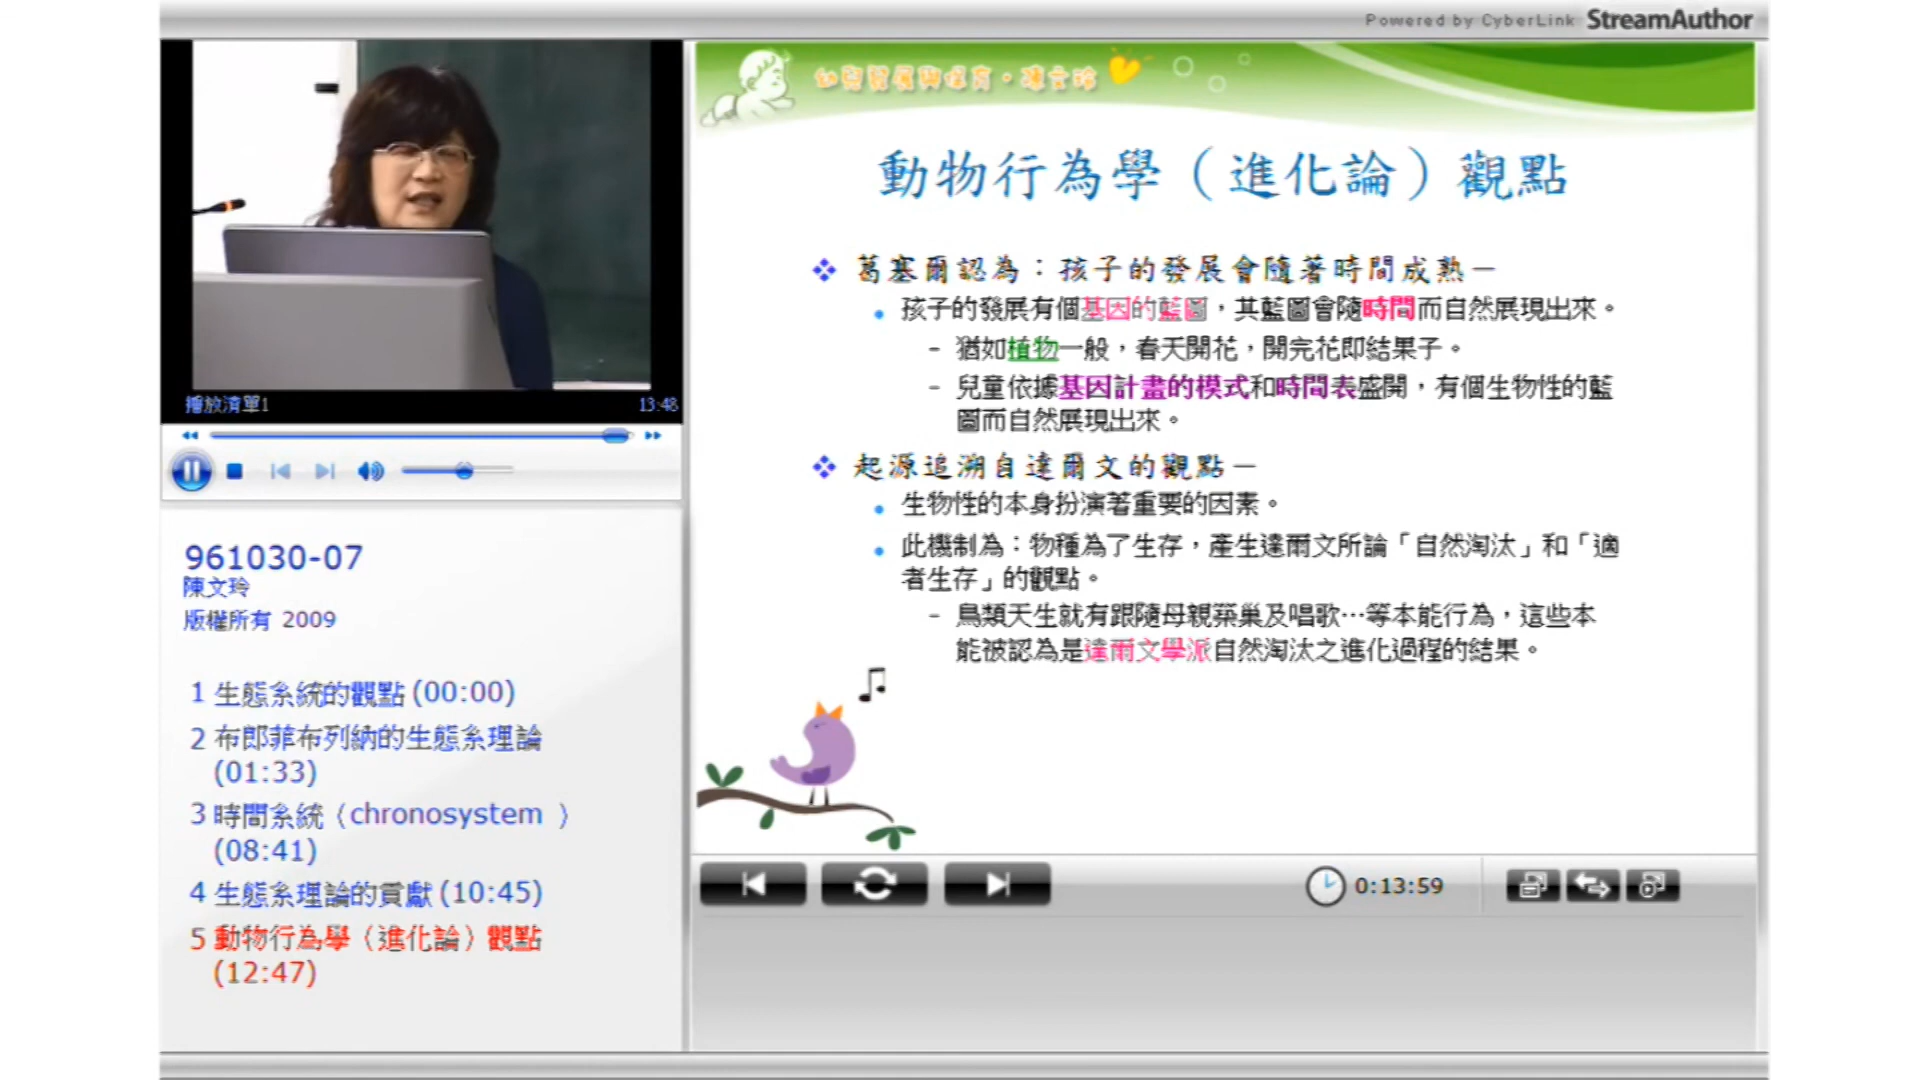 Powered by CyberLink StreamAuthor
幼兒發展與保育。陳文玲
播放清單1
13:48
961030-07
陳文玲
版權所有 2009
1 生態系統的觀點 (00:00)
2 布郎菲布列納的生態系理論
(01:33)
3 時間系統（chronosystem ）
(08:41)
4 生態系理論的貢獻 (10:45)
5 動物行為學（進化論）觀點
(12:47)
動物行為學（進化論）觀點
葛塞爾認為：孩子的發展會隨著時間成熟－
孩子的發展有個基因的藍圖，其藍圖會隨時間而自然展現出來。
– 猶如植物一般，春天開花，開完花即結果子。
– 兒童依據基因計畫的模式和時間表盛開，有個生物性的藍
圖而自然展現出來。
起源追溯自達爾文的觀點－
生物性的本身扮演著重要的因素。
此機制為：物種為了生存，產生達爾文所論「自然淘汰」和「適
者生存」的觀點。
– 鳥類天生就有跟隨母親築巢及唱歌…等本能行為，這些本
能被認為是達爾文學派自然淘汰之進化過程的結果。
0:13:59